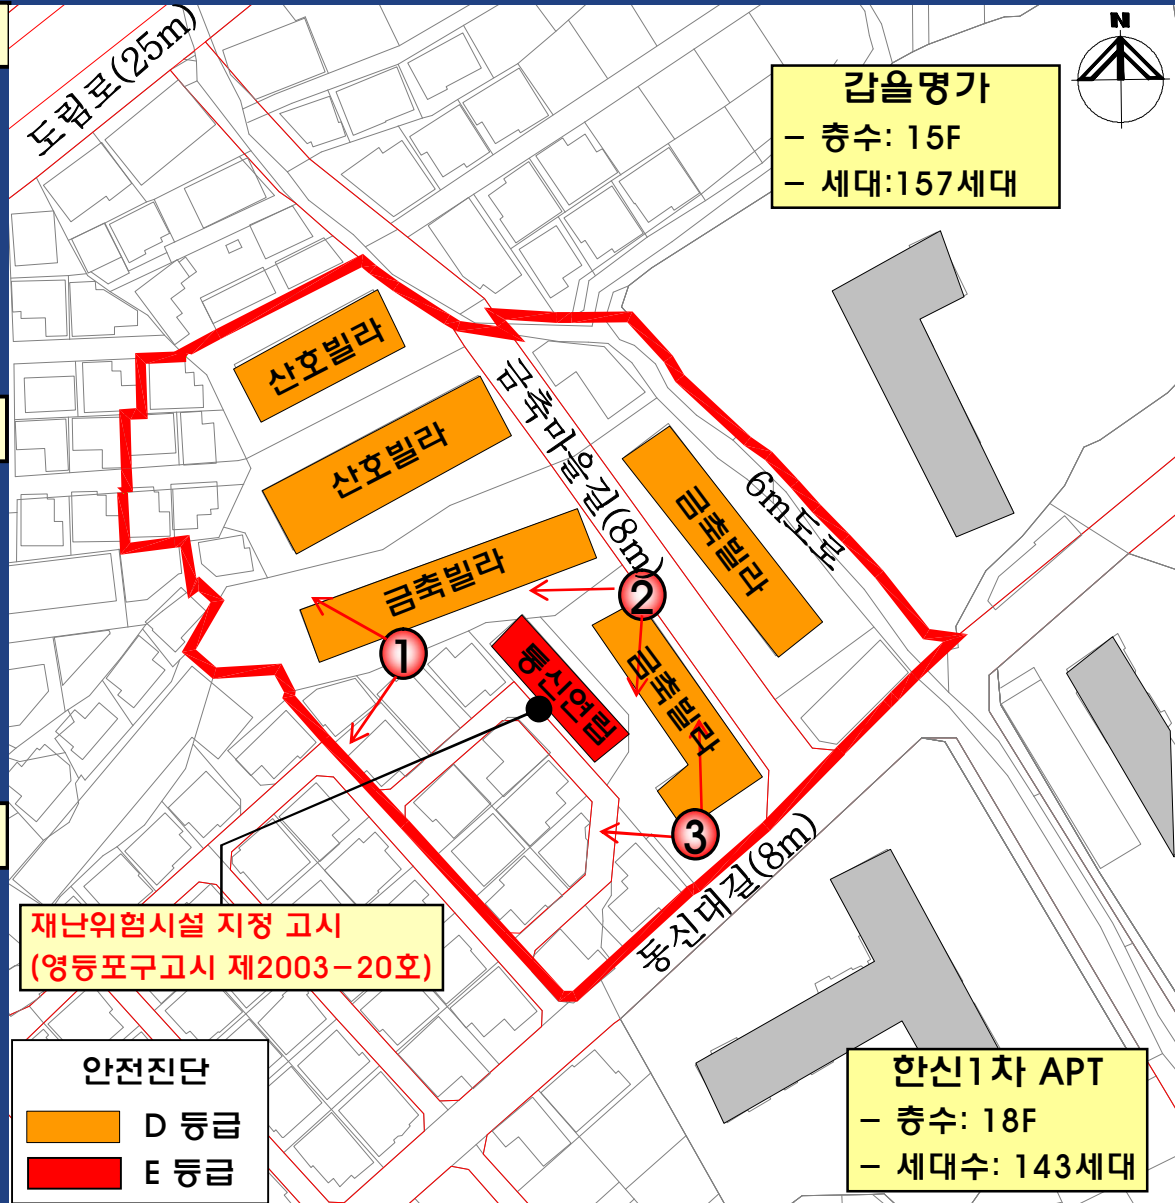 N
도림로(25m)
갑을명가
- 층수: 15F
- 세대:157세대
산호빌라
산호빌라
금축마을길(8m)
금축빌라
6m도로
금축빌라
②
①
통신연립
금축빌라
③
동신대길(8m)
재난위험시설 지정 고시
(영등포구고시 제2003-20호)
안전진단
D 등급
E 등급
한신1차 APT
- 층수: 18F
- 세대수: 143세대